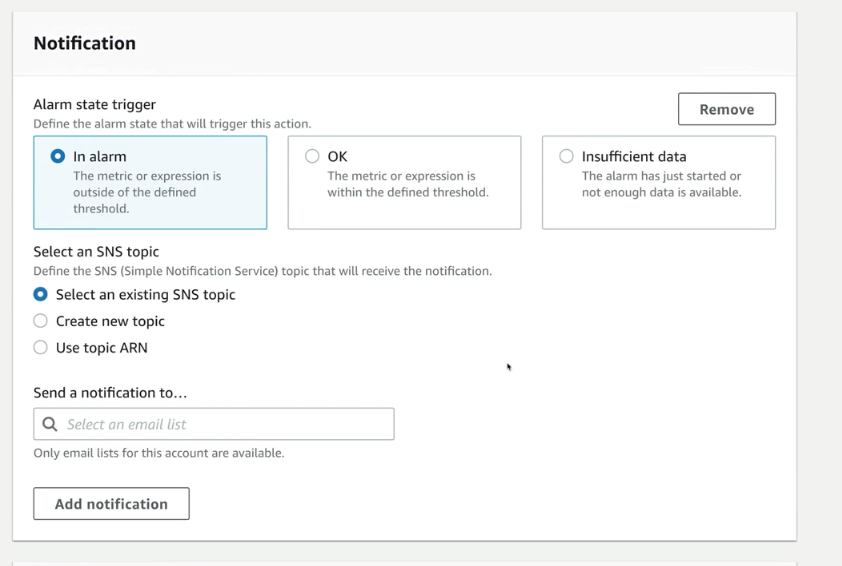 Notification
Alarm state trigger
Define the alarm state that will trigger this action.
Remove
In alarm
The metric or expression is
outside of the defined
threshold.
OK
The metric or expression is
within the defined threshold.
Insufficient data
The alarm has just started or
not enough data is available.
Select an SNS topic
Define the SNS (Simple Notification Service) topic that will receive the notification.
Select an existing SNS topic
Create new topic
Use topic ARN
Send a notification to…
Select an email list
Only email lists for this account are available.
Add notification